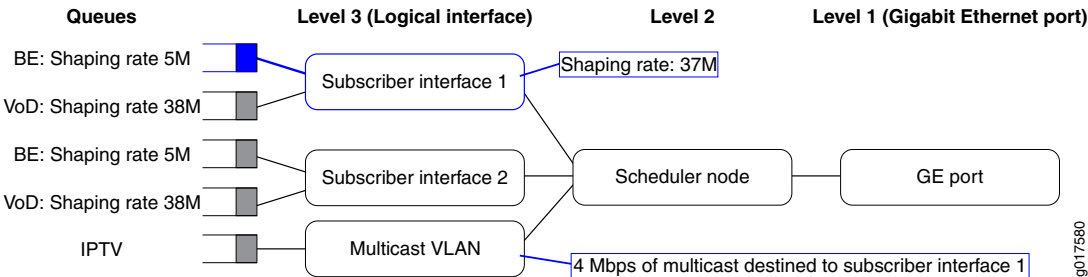 Queues Level 3 (Logical interface) Level 2 Level 1 (Gigabit Ethernet port)
BE: Shaping rate 5M
Subscriber interface 1
Shaping rate: 37M
VoD: Shaping rate 38M
BE: Shaping rate 5M
Subscriber interface 2
Scheduler node
GE port
VoD: Shaping rate 38M
IPTV
Multicast VLAN
4 Mbps of multicast destined to subscriber interface 1
g017580